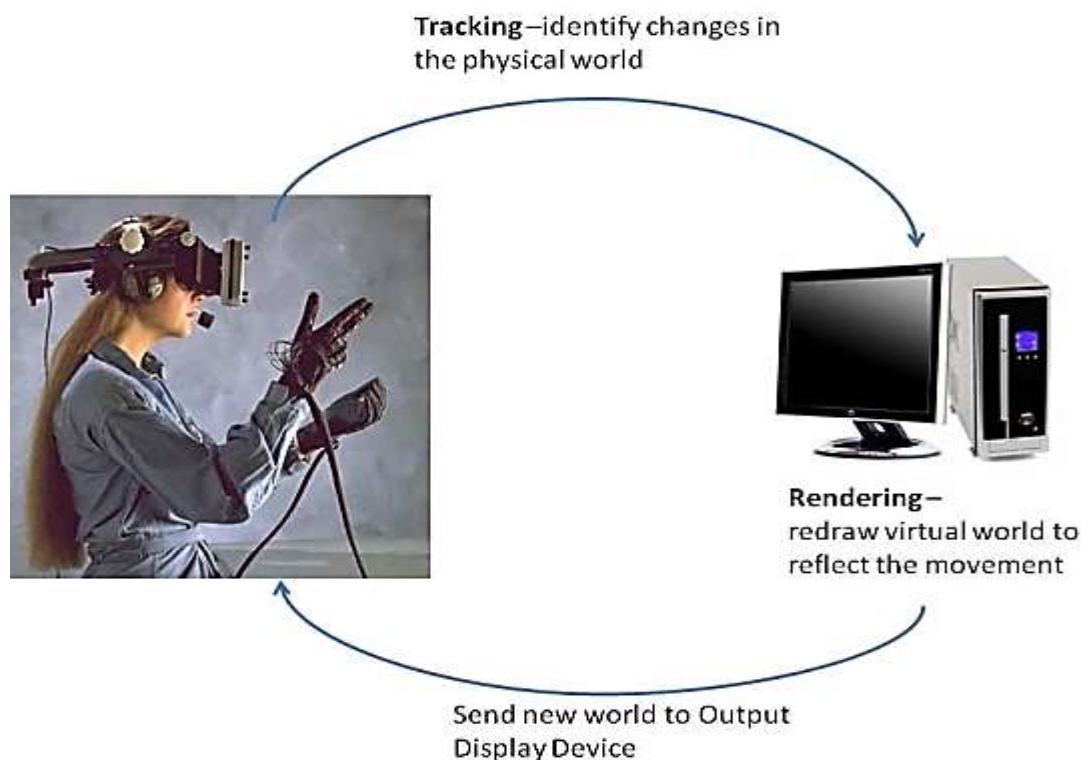 Tracking–identify changes in
the physical world
Rendering–
redraw virtual world to
reflect the movement
Send new world to Output
Display Device